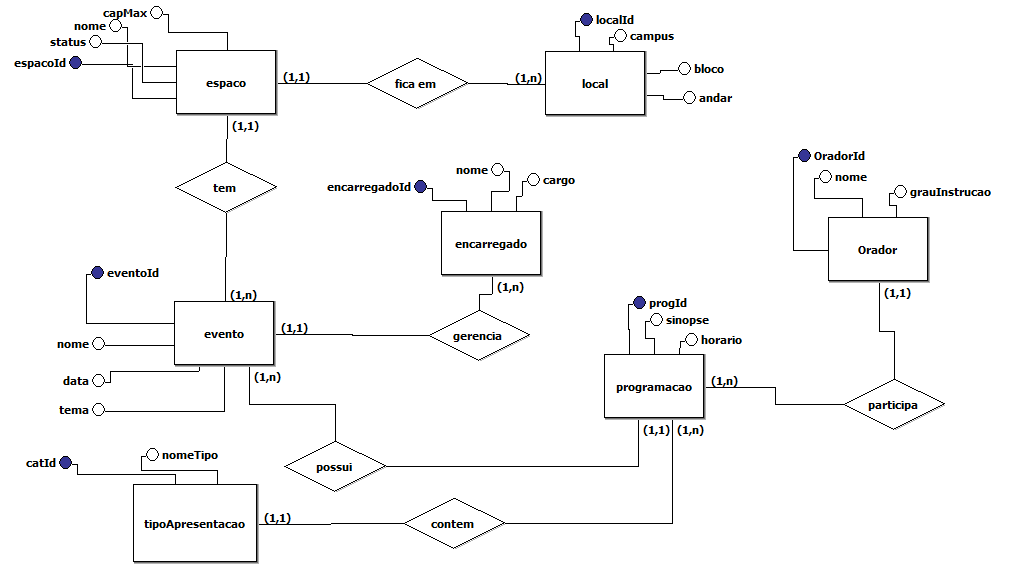 capMax
nome
status
espacoId
espaco
(1,1)
fica em
(1,n)
local
localId
campus
bloco
andar
(1,1)
tem
(1,n)
encarregadoId
nome
cargo
encarregado
(1,n)
OradorId
nome
grauInstrucao
Orador
(1,1)
eventoId
nome
data
tema
evento
(1,1)
gerencia
(1,n)
progId
sinopse
horario
programacao
(1,n)
participa
(1,1)
(1,n)
possui
catId
nomeTipo
tipoApresentacao
(1,1)
contem